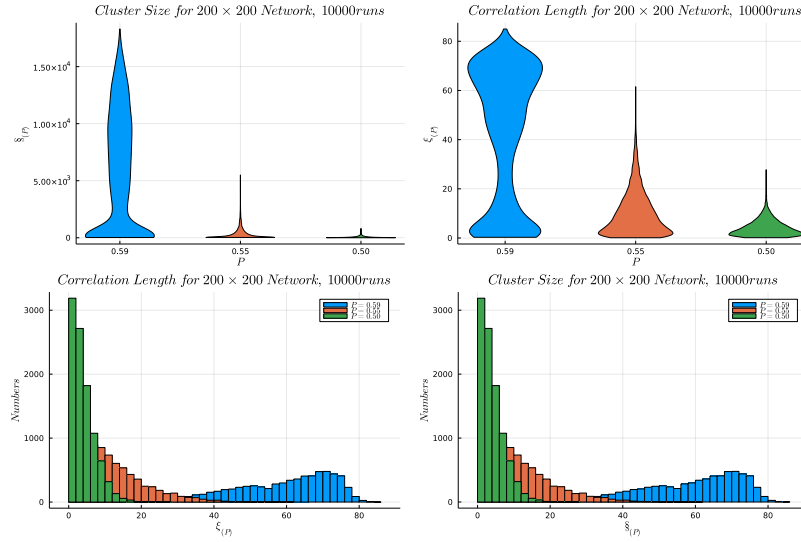 Cluster Size for 200 × 200 Network, 10000runs
1.50×10⁴
1.00×10⁴
5.00×10³
0
§(P)
0.59
0.55
0.50
P
Correlation Length for 200 × 200 Network, 10000runs
80
60
40
20
0
ξ(P)
0.59
0.55
0.50
P
Correlation Length for 200 × 200 Network, 10000runs
3000
2000
1000
0
Numbers
P = 0.59
P = 0.55
P = 0.50
0
20
40
60
80
ξ(P)
Cluster Size for 200 × 200 Network, 10000runs
3000
2000
1000
0
Numbers
P = 0.59
P = 0.55
P = 0.50
0
20
40
60
80
§(P)